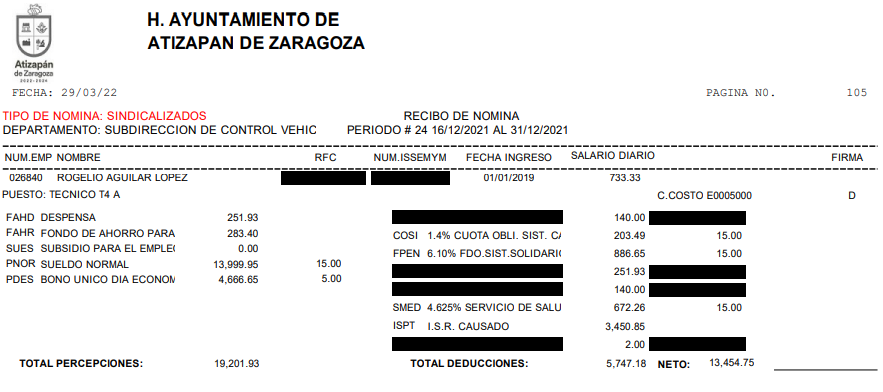 H. AYUNTAMIENTO DE
ATIZAPAN DE ZARAGOZA
Atizapán
de Zaragoza
2022-2024
FECHA: 29/03/22 PAGINA NO. 105
TIPO DE NOMINA: SINDICALIZADOS RECIBO DE NOMINA
DEPARTAMENTO: SUBDIRECCION DE CONTROL VEHIC PERIODO # 24 16/12/2021 AL 31/12/2021
NUM.EMP NOMBRE RFC NUM.ISSEMYM FECHA INGRESO SALARIO DIARIO FIRMA
026840 ROGELIO AGUILAR LOPEZ 01/01/2019 733.33
PUESTO: TECNICO T4 A C.COSTO E0005000 D
FAHD DESPENSA 251.93 140.00
FAHR FONDO DE AHORRO PARA 283.40 COSI 1.4% CUOTA OBLI. SIST. CA 203.49 15.00
SUES SUBSIDIO PARA EL EMPLE 0.00 FPEN 6.10% FDO.SIST.SOLIDARI 886.65 15.00
PNOR SUELDO NORMAL 13,999.95 15.00 251.93
PDES BONO UNICO DIA ECONOM 4,666.65 5.00 140.00
SMED 4.625% SERVICIO DE SALU 672.26 15.00
ISPT I.S.R. CAUSADO 3,450.85
2.00
TOTAL PERCEPCIONES: 19,201.93 TOTAL DEDUCCIONES: 5,747.18 NETO: 13,454.75